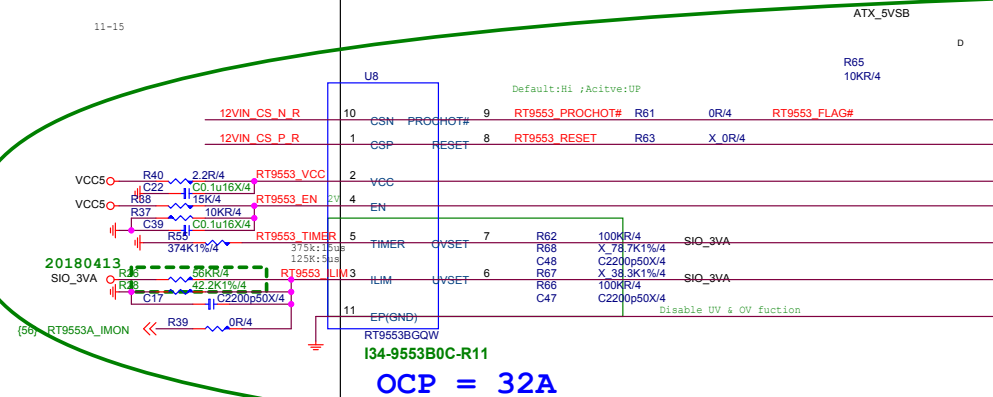 ATX_5VSB
11-15
D
R65
10KR/4
U8
Default:Hi ;Acitve:UP
12VIN_CS_N_R 10 CSN PROCHOT# 9 RT9553_PROCHOT# R61 0R/4 RT9553_FLAG#
12VIN_CS_P_R 1 CSP RESET 8 RT9553_RESET R63 X_0R/4
VCC5 R40 2.2R/4 RT9553_VCC 2 VCC
C22 C0.1u16X/4
VCC5 R38 15K/4 RT9553_EN 2V 4 EN
R37 10KR/4
C39 C0.1u16X/4
R55 RT9553_TIMER 5 TIMER OVSET 7 R62 100KR/4 SIO_3VA
374K1%/4 375k:15us R68 X_78.7K1%/4
125K:5us C48 C2200p50X/4
20180413
SIO_3VA R26 56KR/4 RT9553_ILIM 3 ILIM UVSET 6 R67 X_38.3K1%/4 SIO_3VA
R28 42.2K1%/4 R66 100KR/4
C17 C2200p50X/4 C47 C2200p50X/4
11 EP(GND) Disable UV & OV fuction
{56} RT9553A_IMON R39 0R/4
RT9553BGQW
I34-9553B0C-R11
OCP = 32A